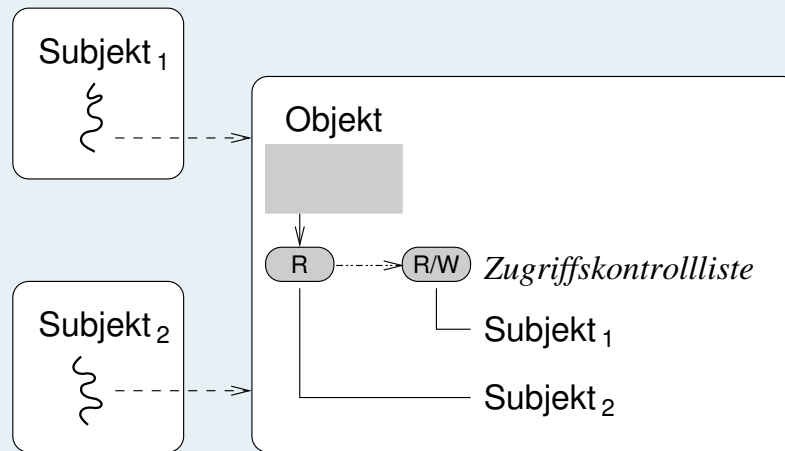 Subjekt 1
Objekt
R
R/W
Zugriffskontrollliste
Subjekt 2
Subjekt 1
Subjekt 2